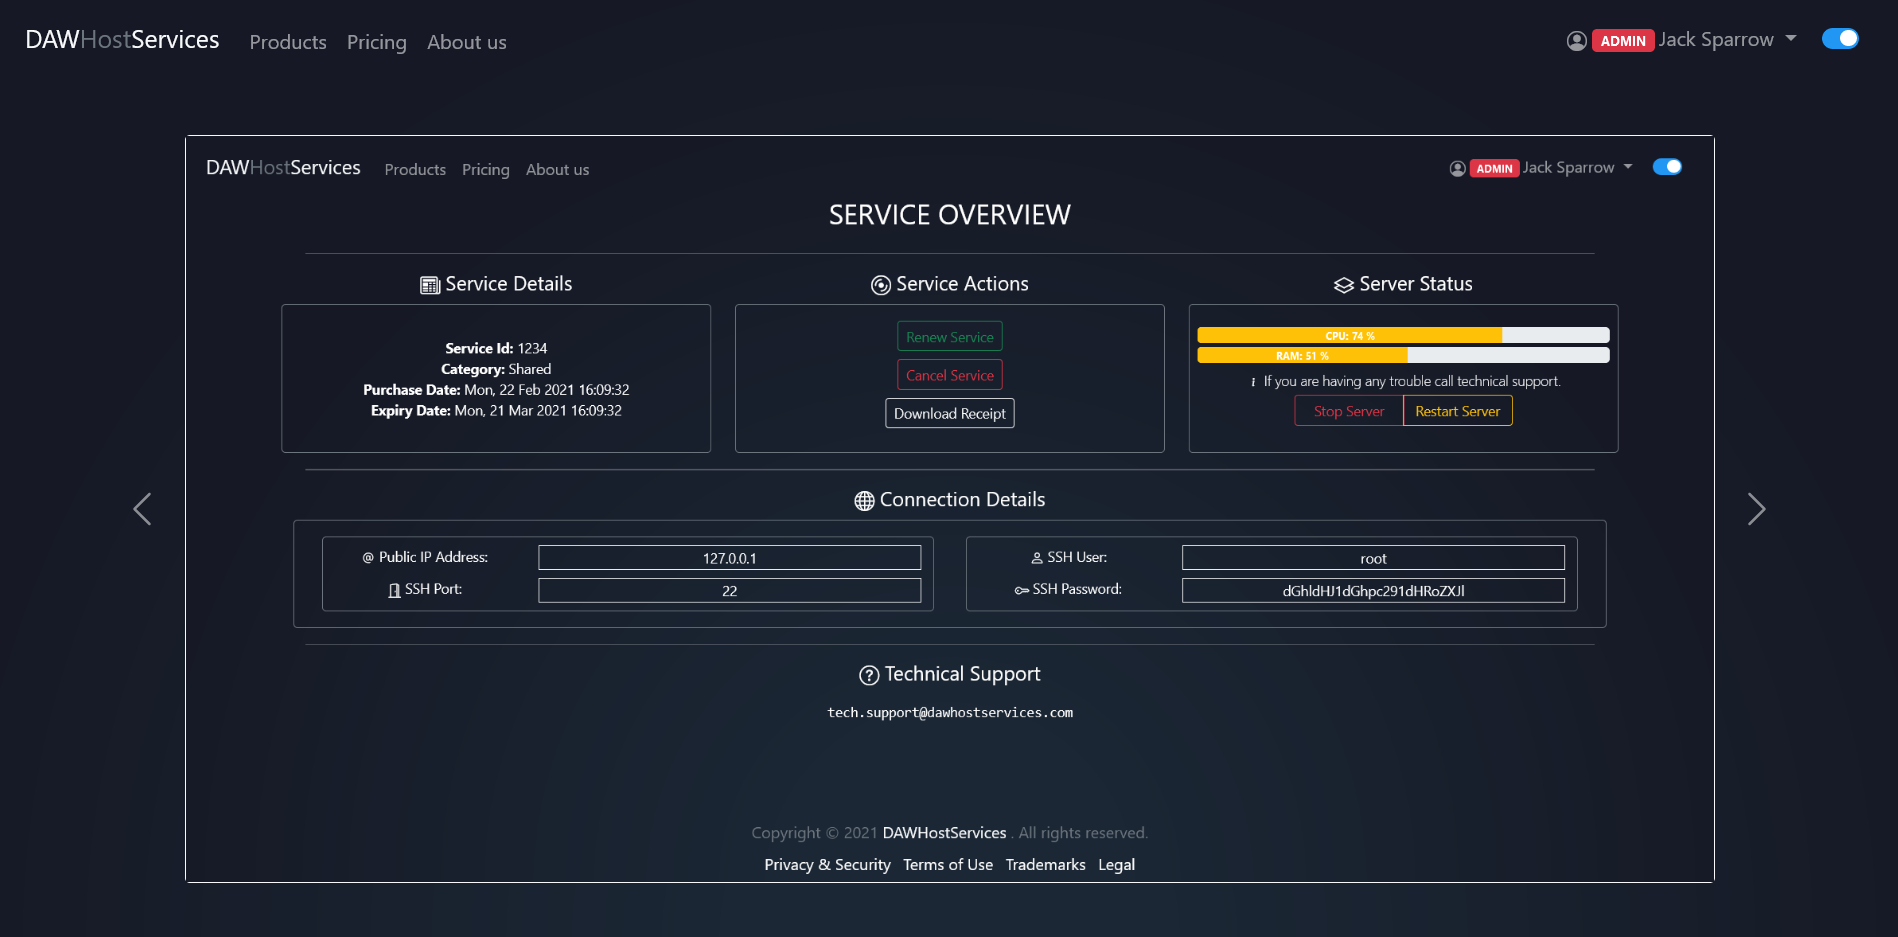 DAWHostServices Products Pricing About us ADMIN Jack Sparrow
DAWHostServices Products Pricing About us ADMIN Jack Sparrow
SERVICE OVERVIEW
Service Details
Service Id: 1234
Category: Shared
Purchase Date: Mon, 22 Feb 2021 16:09:32
Expiry Date: Mon, 21 Mar 2021 16:09:32
Service Actions
Renew Service
Cancel Service
Download Receipt
Server Status
CPU: 74 %
RAM: 51 %
i If you are having any trouble call technical support.
Stop Server Restart Server
Connection Details
@ Public IP Address: 127.0.0.1
SSH Port: 22
SSH User: root
SSH Password: dGhldHJ1dGhpc291dHRoZXJl
Technical Support
tech.support@dawhostservices.com
Copyright © 2021 DAWHostServices . All rights reserved.
Privacy & Security Terms of Use Trademarks Legal